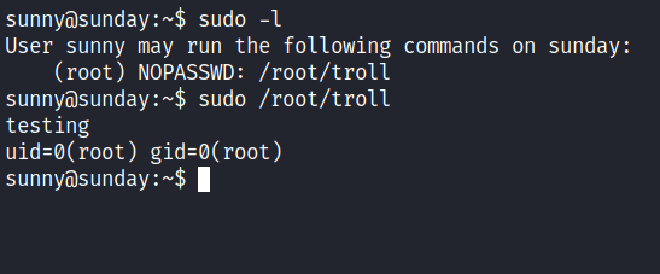 sunny@sunday:~$ sudo -l
User sunny may run the following commands on sunday:
    (root) NOPASSWD: /root/troll
sunny@sunday:~$ sudo /root/troll
testing
uid=0(root) gid=0(root)
sunny@sunday:~$